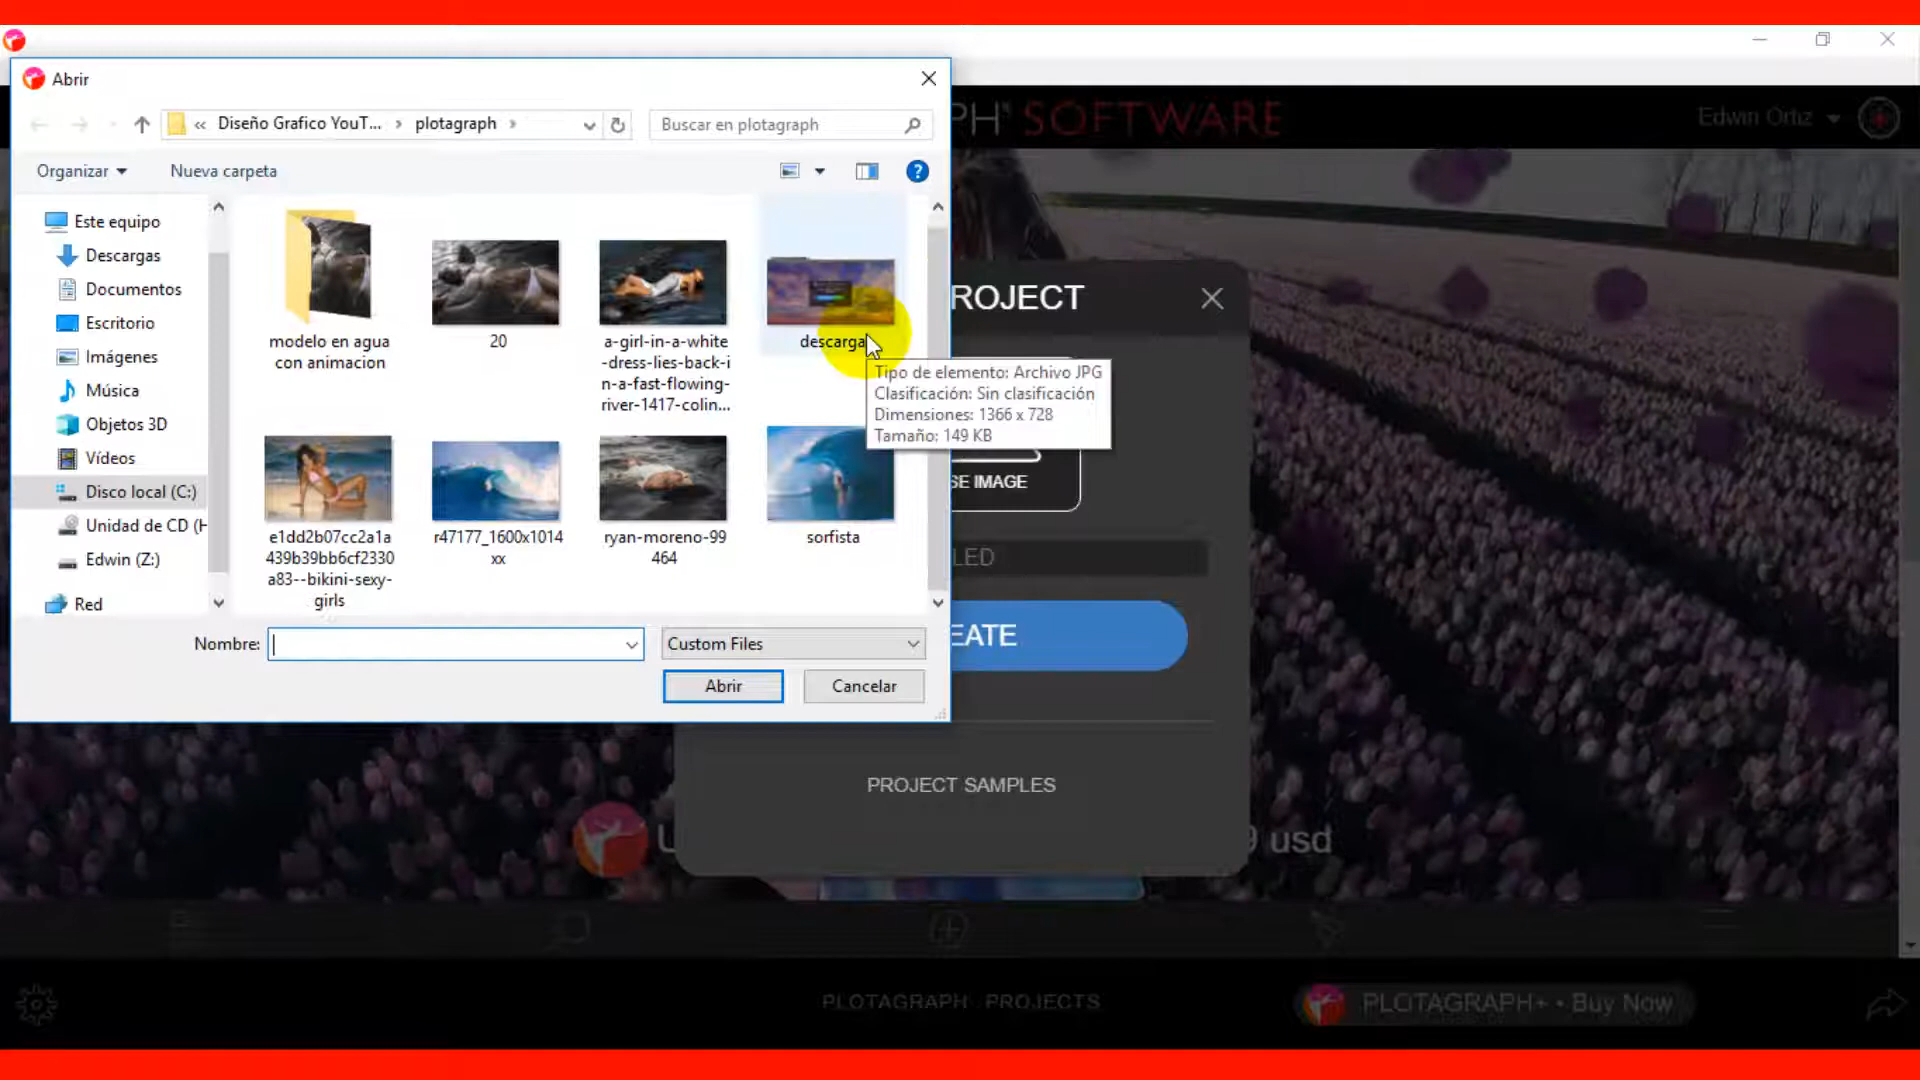 Abrir
PH SOFTWARE
Edwin Ortiz
« Diseño Grafico YouT... › plotagraph ›
Buscar en plotagraph
Organizar
Nueva carpeta
Este equipo
Descargas
Documentos
Escritorio
Imágenes
Música
Objetos 3D
Vídeos
Disco local (C:)
Unidad de CD (H
Edwin (Z:)
Red
modelo en agua
con animacion
20
a-girl-in-a-white
-dress-lies-back-i
n-a-fast-flowing-
river-1417-colin...
descarga
Tipo de elemento: Archivo JPG
Clasificación: Sin clasificación
Dimensiones: 1366 x 728
Tamaño: 149 KB
e1dd2b07cc2a1a
439b39bb6cf2330
a83--bikini-sexy-
girls
r47177_1600x1014
xx
ryan-moreno-99
464
sorfista
Nombre:
Custom Files
Abrir
Cancelar
ROJECT
SE IMAGE
LED
EATE
PROJECT SAMPLES
usd
PLOTAGRAPH PROJECTS
PLOTAGRAPH+ • Buy Now